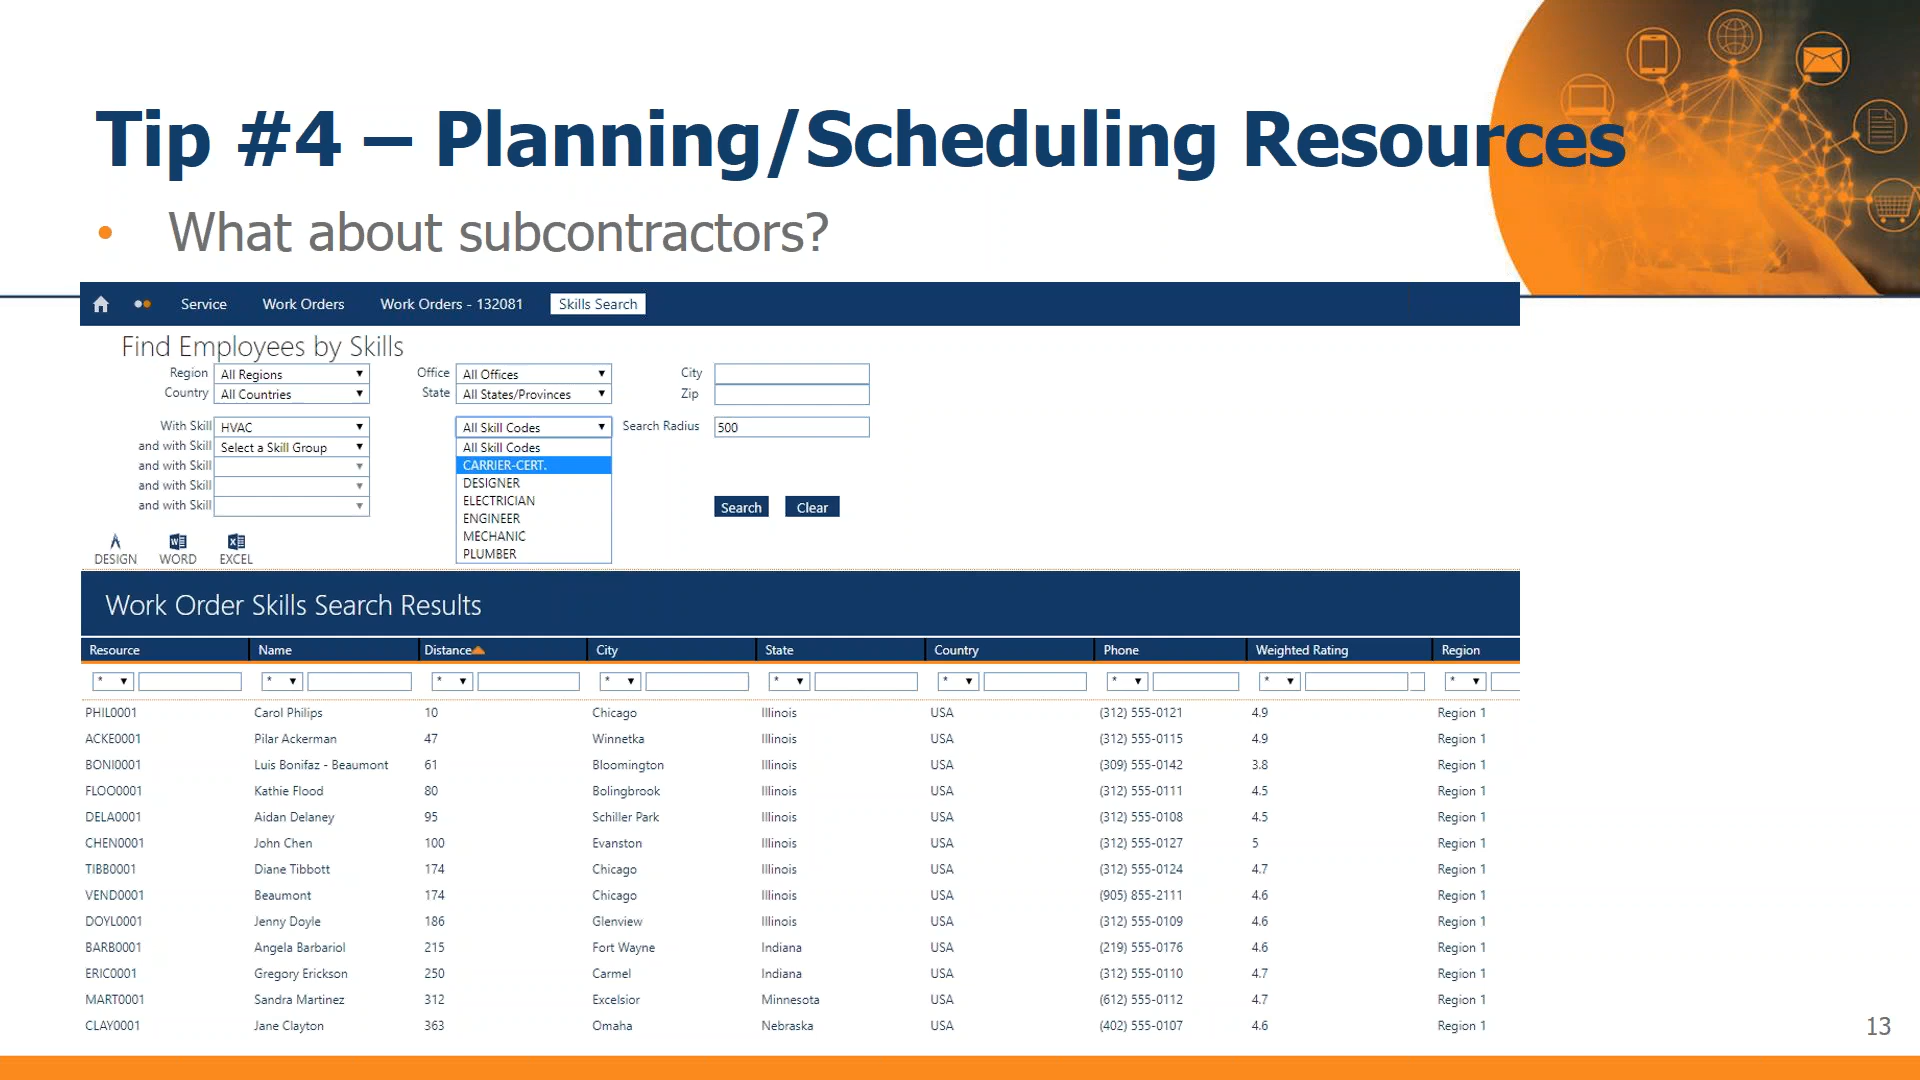 Tip #4 – Planning/Scheduling Resources
• What about subcontractors?
Service Work Orders Work Orders - 132081 Skills Search
Find Employees by Skills
Region All Regions Office All Offices City
Country All Countries State All States/Provinces Zip
With Skill HVAC All Skill Codes Search Radius 500
and with Skill Select a Skill Group All Skill Codes
and with Skill CARRIER-CERT.
and with Skill DESIGNER
ELECTRICIAN
and with Skill Search Clear
ENGINEER
MECHANIC
DESIGN WORD EXCEL PLUMBER
Work Order Skills Search Results
Resource Name Distance City State Country Phone Weighted Rating Region
* * * * * * * * *
PHIL0001 Carol Philips 10 Chicago Illinois USA (312) 555-0121 4.9 Region 1
ACKE0001 Pilar Ackerman 47 Winnetka Illinois USA (312) 555-0115 4.9 Region 1
BONI0001 Luis Bonifaz - Beaumont 61 Bloomington Illinois USA (309) 555-0142 3.8 Region 1
FLOO0001 Kathie Flood 80 Bolingbrook Illinois USA (312) 555-0111 4.5 Region 1
DELA0001 Aidan Delaney 95 Schiller Park Illinois USA (312) 555-0108 4.5 Region 1
CHEN0001 John Chen 100 Evanston Illinois USA (312) 555-0127 5 Region 1
TIBB0001 Diane Tibbott 174 Chicago Illinois USA (312) 555-0124 4.7 Region 1
VEND0001 Beaumont 174 Chicago Illinois USA (905) 855-2111 4.6 Region 1
DOYL0001 Jenny Doyle 186 Glenview Illinois USA (312) 555-0109 4.6 Region 1
BARB0001 Angela Barbariol 215 Fort Wayne Indiana USA (219) 555-0176 4.6 Region 1
ERIC0001 Gregory Erickson 250 Carmel Indiana USA (312) 555-0110 4.7 Region 1
MART0001 Sandra Martinez 312 Excelsior Minnesota USA (612) 555-0112 4.7 Region 1
CLAY0001 Jane Clayton 363 Omaha Nebraska USA (402) 555-0107 4.6 Region 1
13